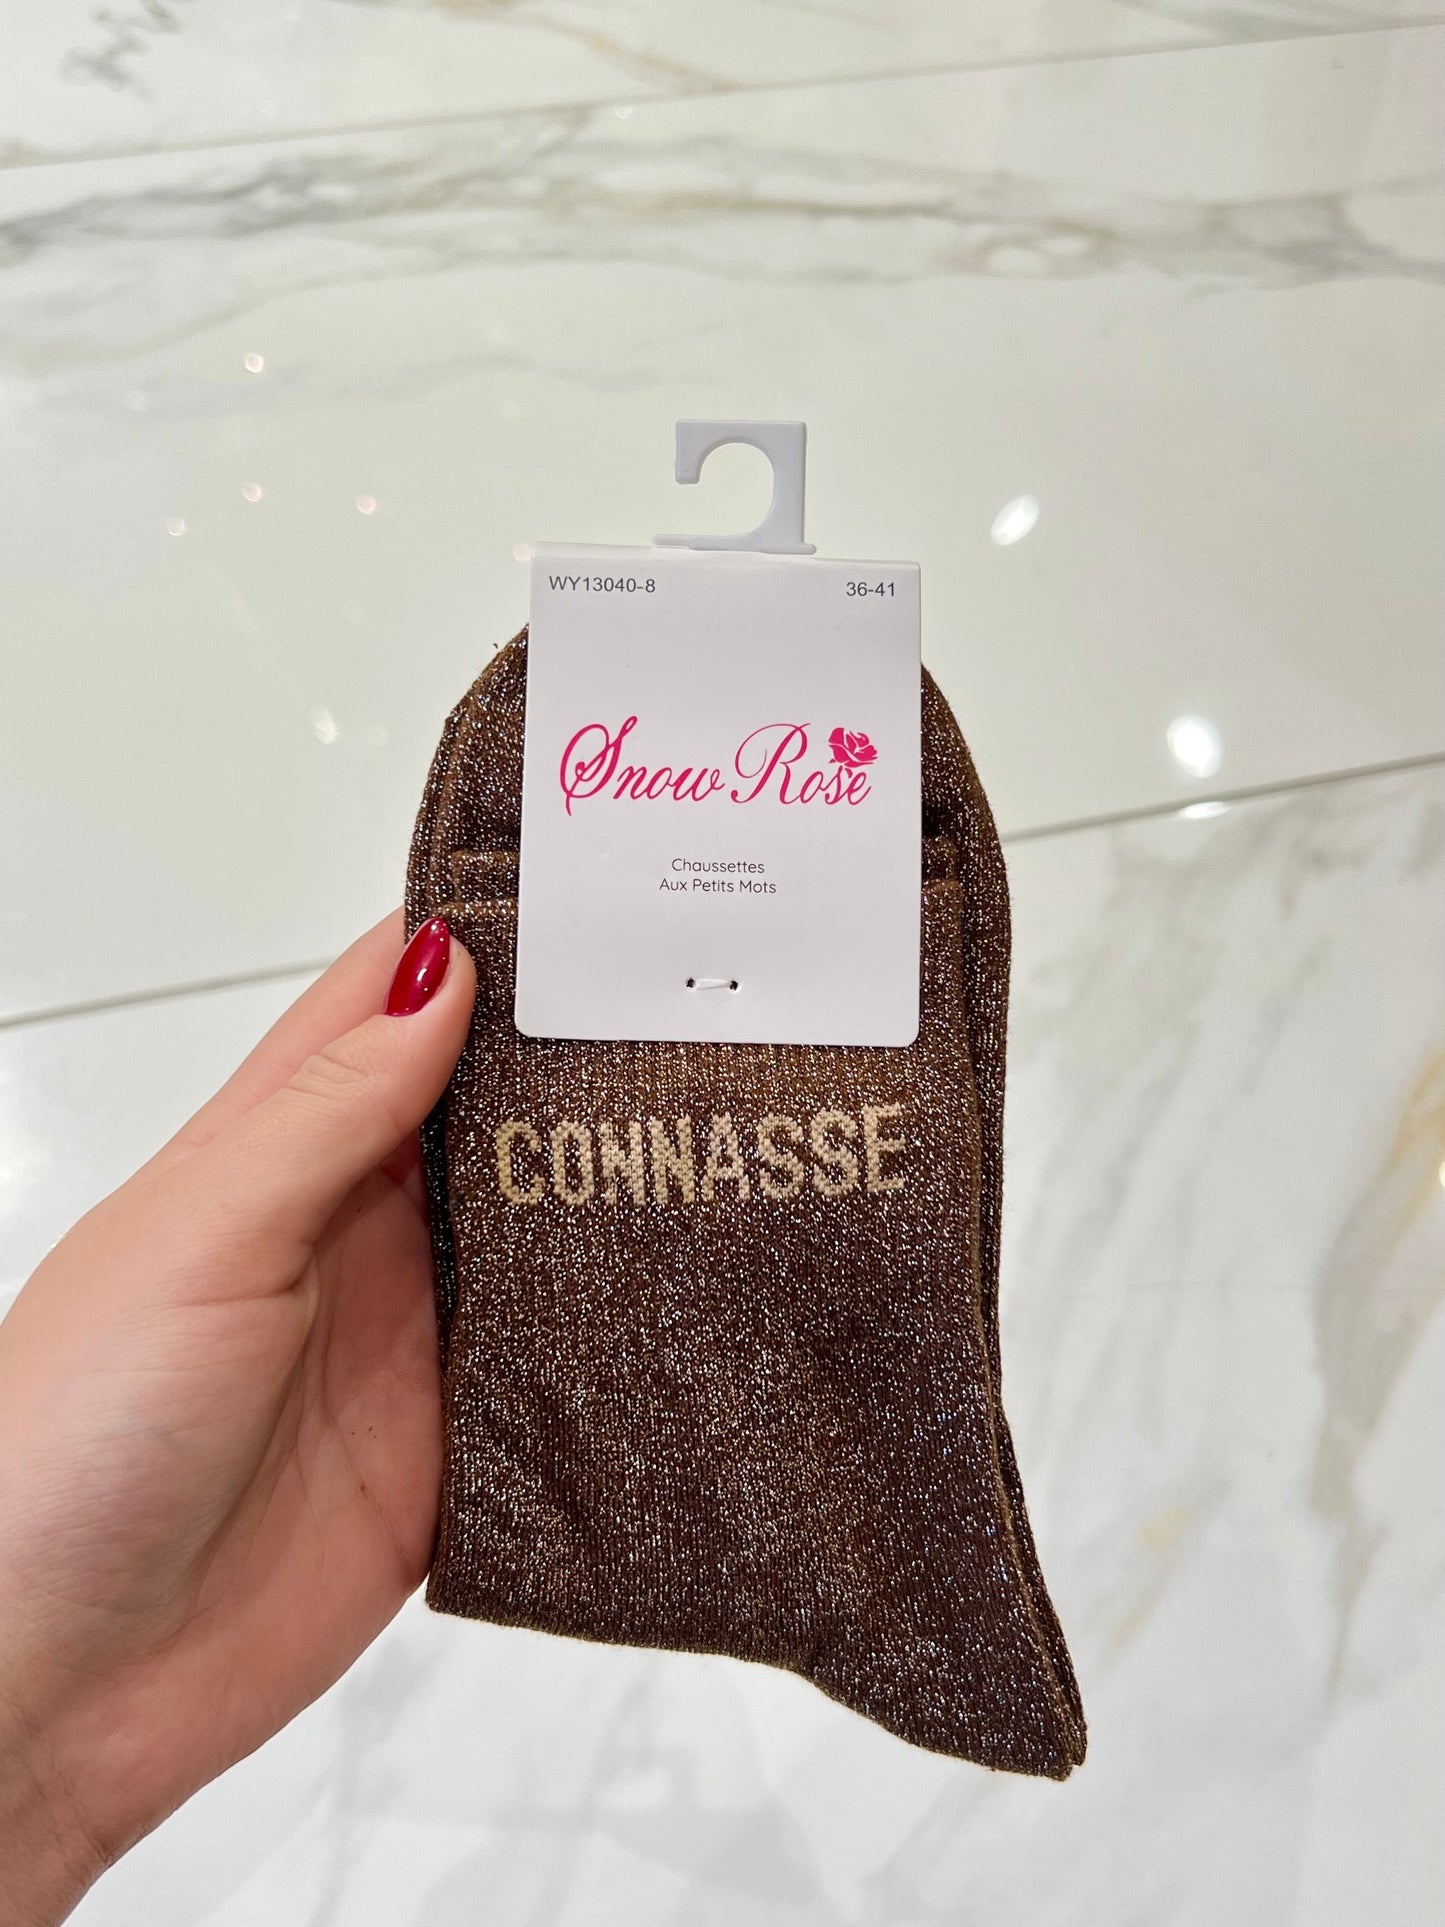 WY13040-8 36-41
Snow Rose
Chaussettes
Aux Petits Mots
CONNASSE